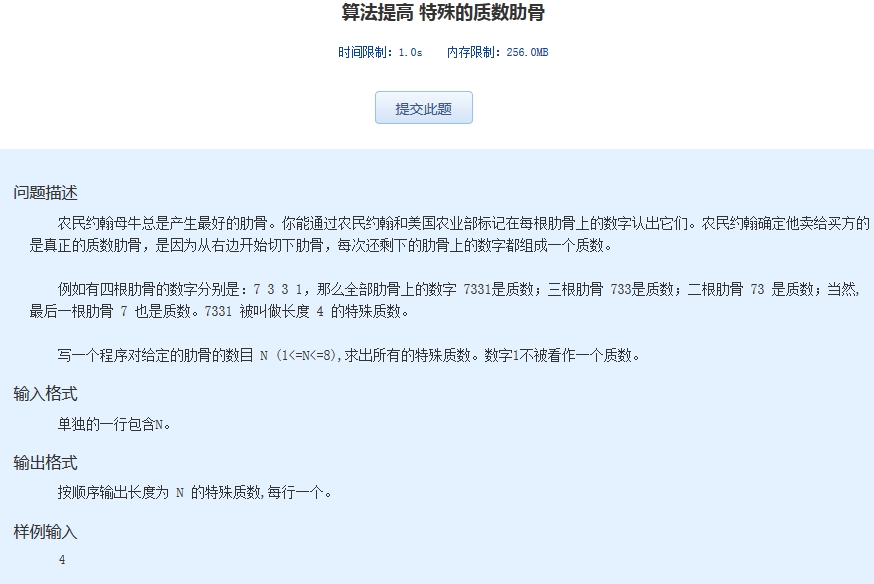 算法提高 特殊的质数肋骨
时间限制：1.0s 内存限制：256.0MB
提交此题
问题描述
农民约翰母牛总是产生最好的肋骨。你能通过农民约翰和美国农业部标记在每根肋骨上的数字认出它们。农民约翰确定他卖给买方的
是真正的质数肋骨，是因为从右边开始切下肋骨，每次还剩下的肋骨上的数字都组成一个质数。
例如有四根肋骨的数字分别是：7 3 3 1，那么全部肋骨上的数字 7331是质数；三根肋骨 733是质数；二根肋骨 73 是质数；当然,
最后一根肋骨 7 也是质数。7331 被叫做长度 4 的特殊质数。
写一个程序对给定的肋骨的数目 N (1<=N<=8),求出所有的特殊质数。数字1不被看作一个质数。
输入格式
单独的一行包含N。
输出格式
按顺序输出长度为 N 的特殊质数,每行一个。
样例输入
4